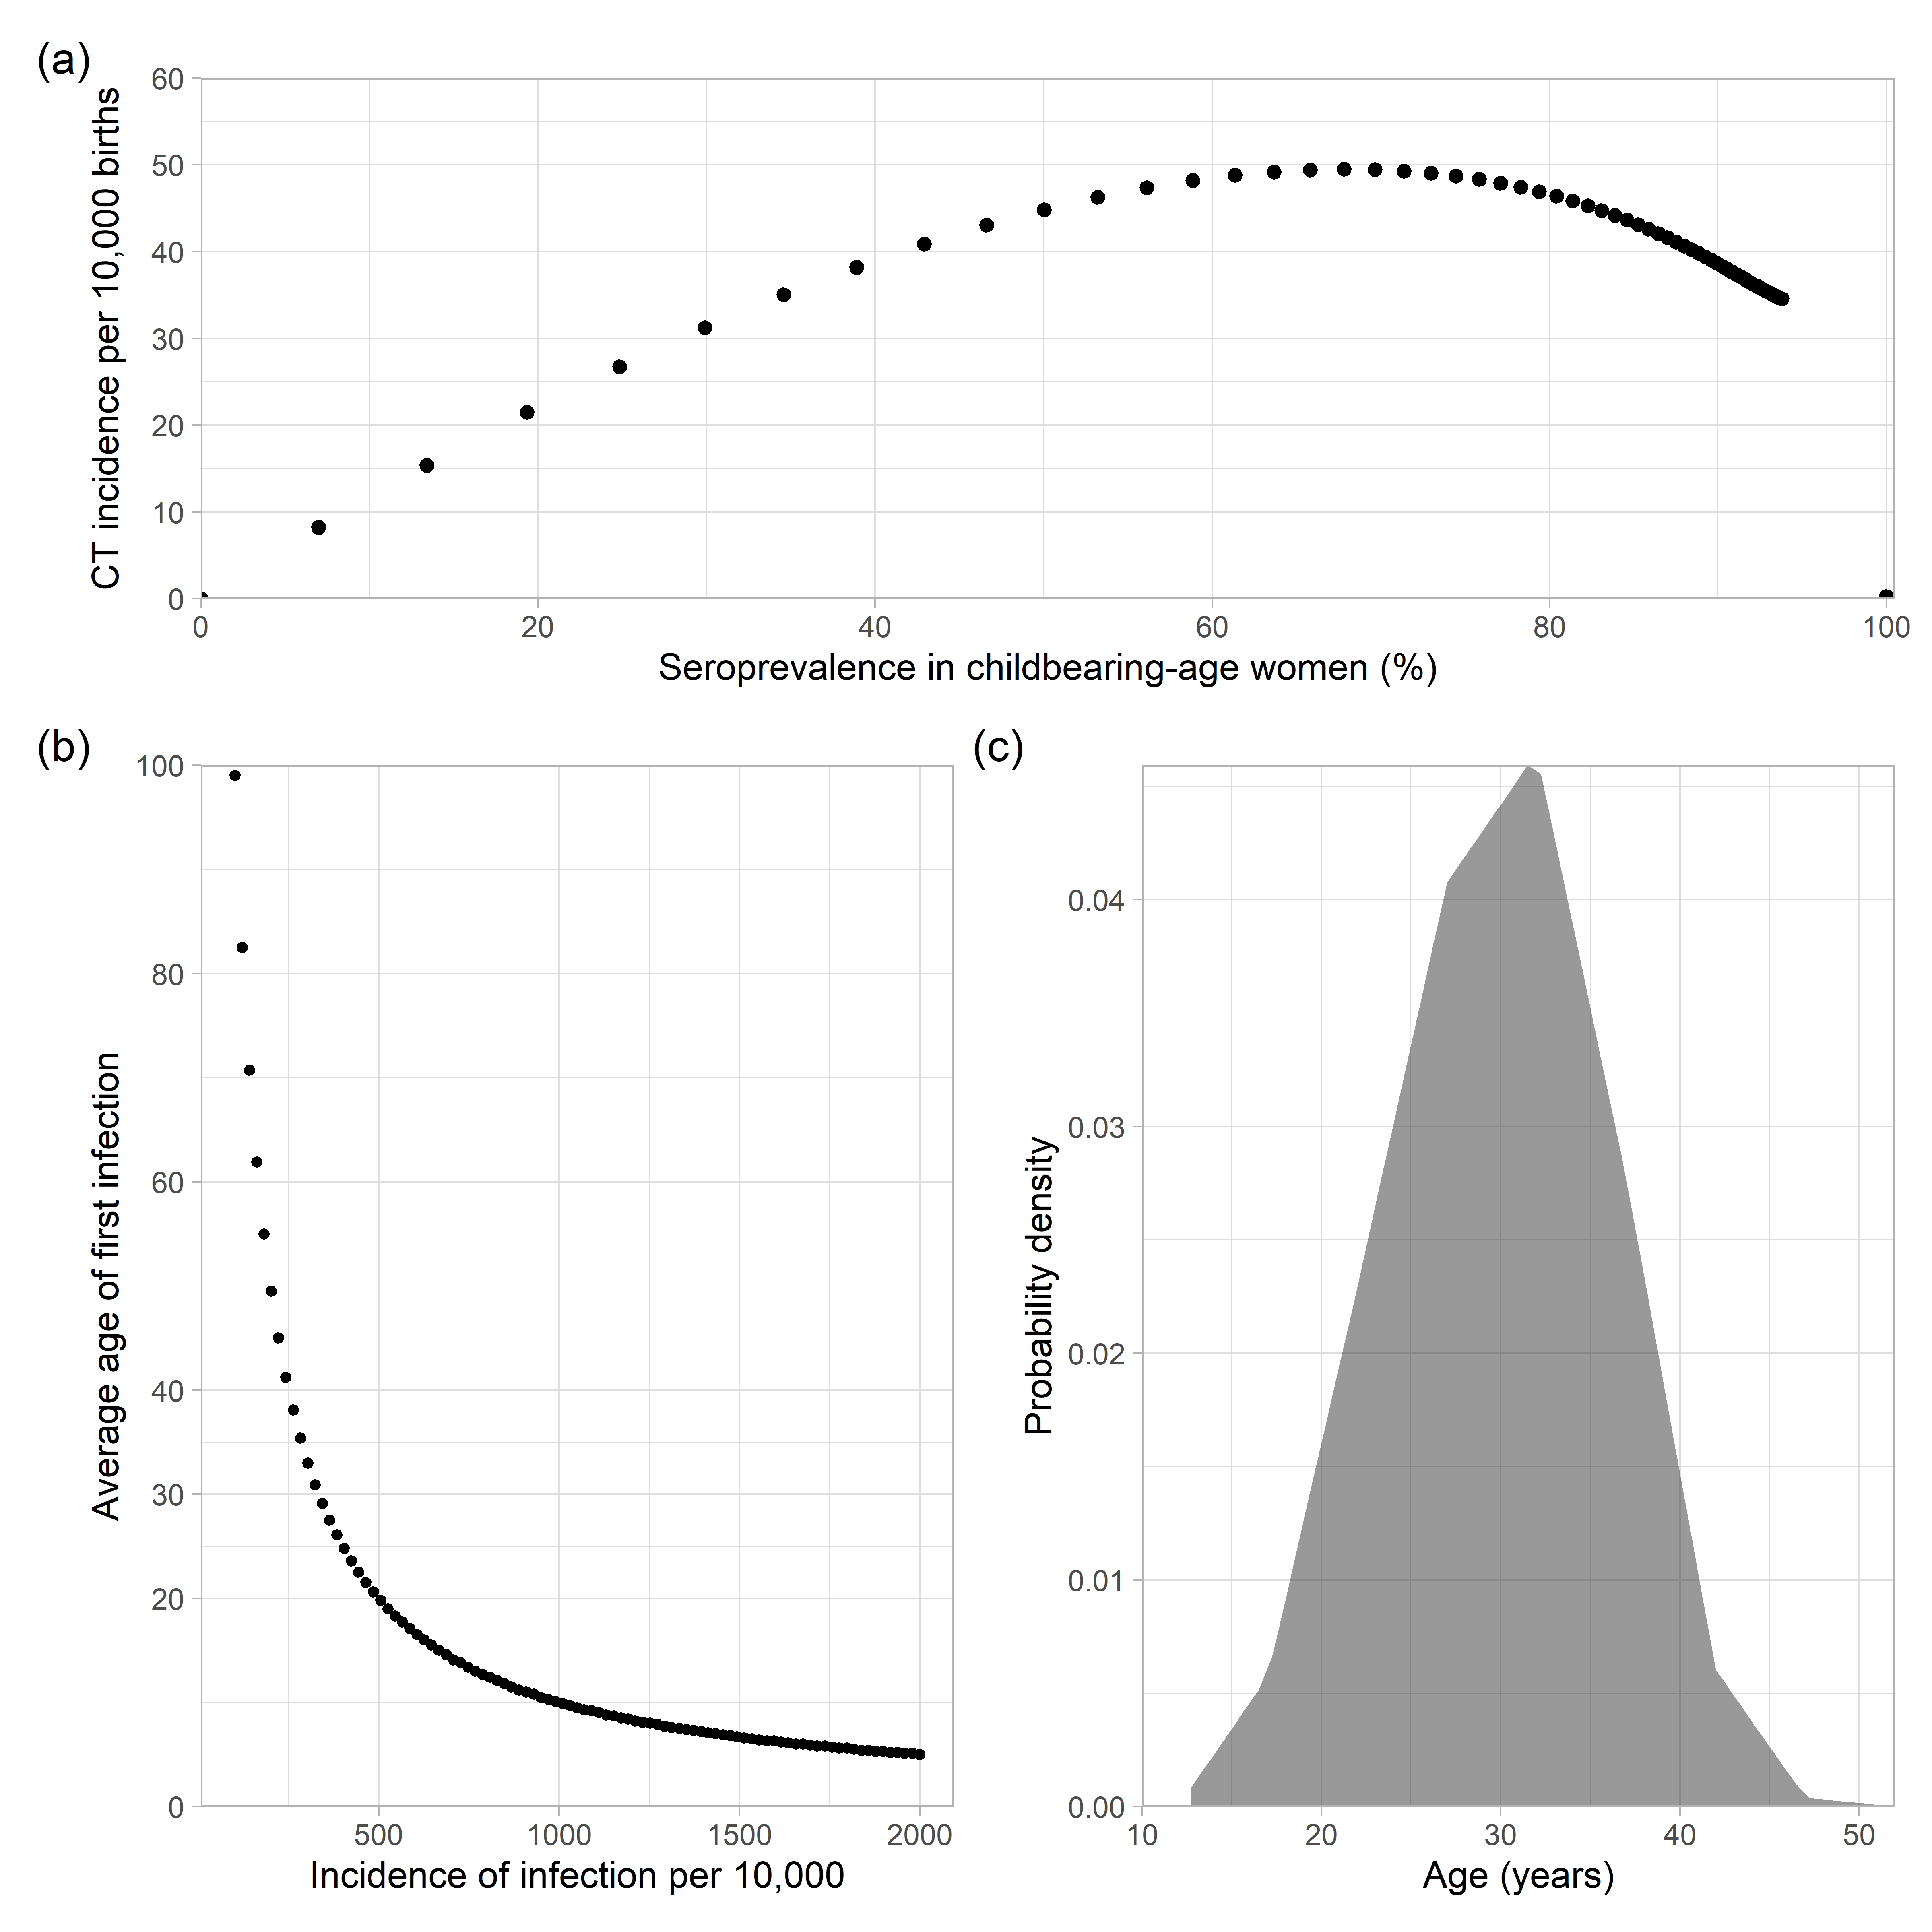 (a)
CT incidence per 10,000 births
60
50
40
30
20
10
0
0 20 40 60 80 100
Seroprevalence in childbearing-age women (%)
(b)
Average age of first infection
100
80
60
40
30
20
0
500 1000 1500 2000
Incidence of infection per 10,000
(c)
Probability density
0.04
0.03
0.02
0.01
0.00
10 20 30 40 50
Age (years)